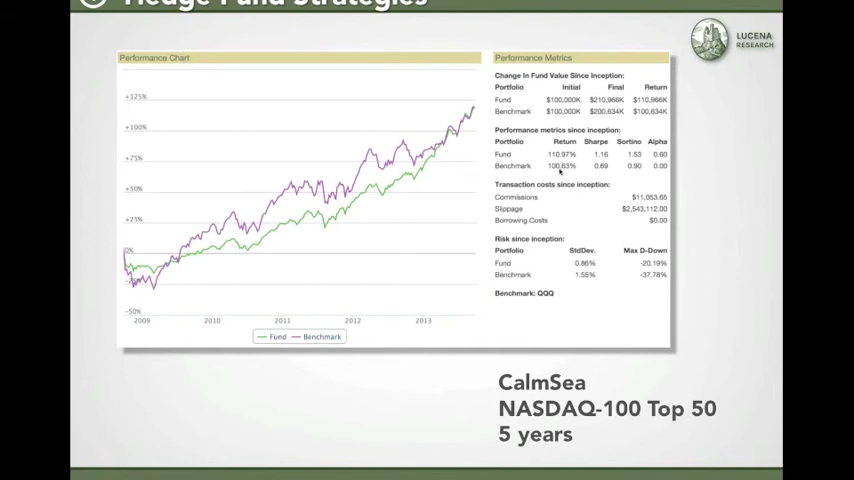 Hedge Fund Strategies
LUCENA
RESEARCH
Performance Chart
+125%
+100%
+75%
+50%
+25%
0%
-50%
2009 2010 2011 2012 2013
Fund Benchmark
Performance Metrics
Change In Fund Value Since Inception:
Portfolio Initial Final Return
Fund $100,000K $210,966K $110,966K
Benchmark $100,000K $200,634K $100,634K
Performance metrics since inception:
Portfolio Return Sharpe Sortino Alpha
Fund 110.97% 1.16 1.53 0.60
Benchmark 100.63% 0.69 0.90 0.00
Transaction costs since inception:
Commissions $11,053.65
Slippage $2,543,112.00
Borrowing Costs $0.00
Risk since inception:
Portfolio StdDev. Max D-Down
Fund 0.86% -20.19%
Benchmark 1.55% -37.78%
Benchmark: QQQ
CalmSea
NASDAQ-100 Top 50
5 years